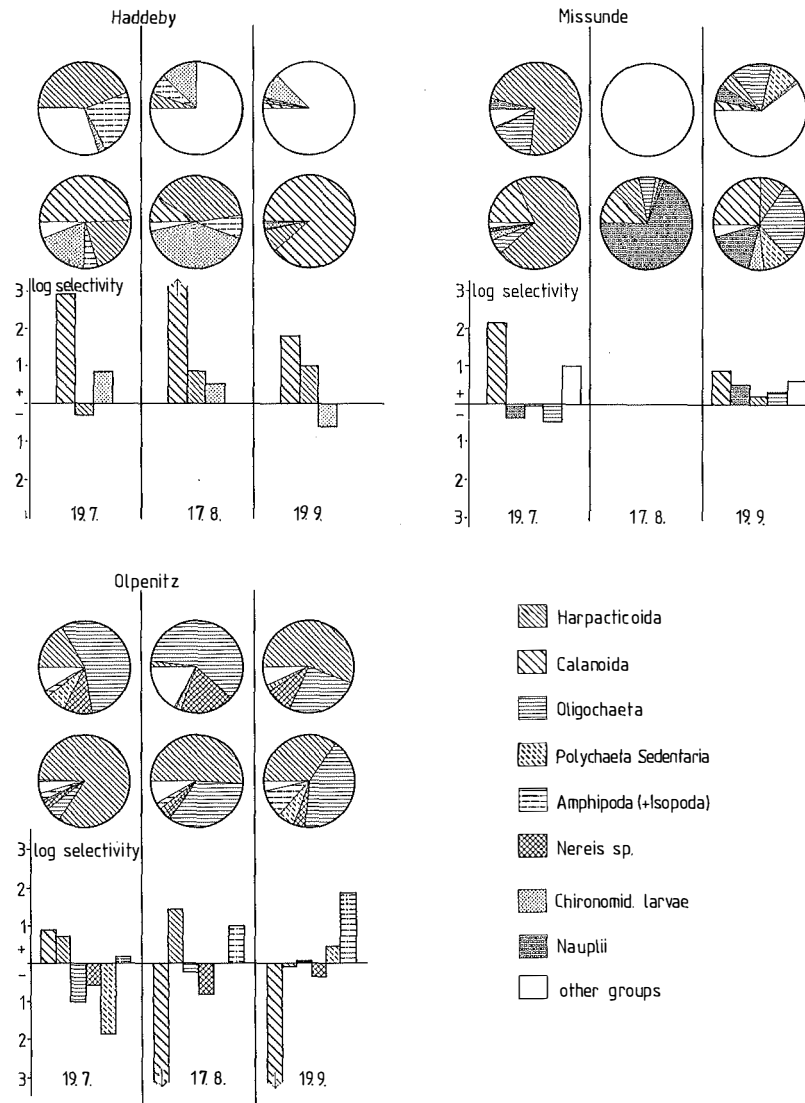 Haddeby
Missunde
log selectivity
3
2
1
+
−
1
2
19.7.
17.8.
19.9.
log selectivity
3
2
1
+
−
1
2
3
19.7.
17.8.
19.9.
Olpenitz
log selectivity
3
2
1
+
−
1
2
3
19.7.
17.8.
19.9.
Harpacticoida
Calanoida
Oligochaeta
Polychaeta Sedentaria
Amphipoda (+Isopoda)
Nereis sp.
Chironomid. larvae
Nauplii
other groups